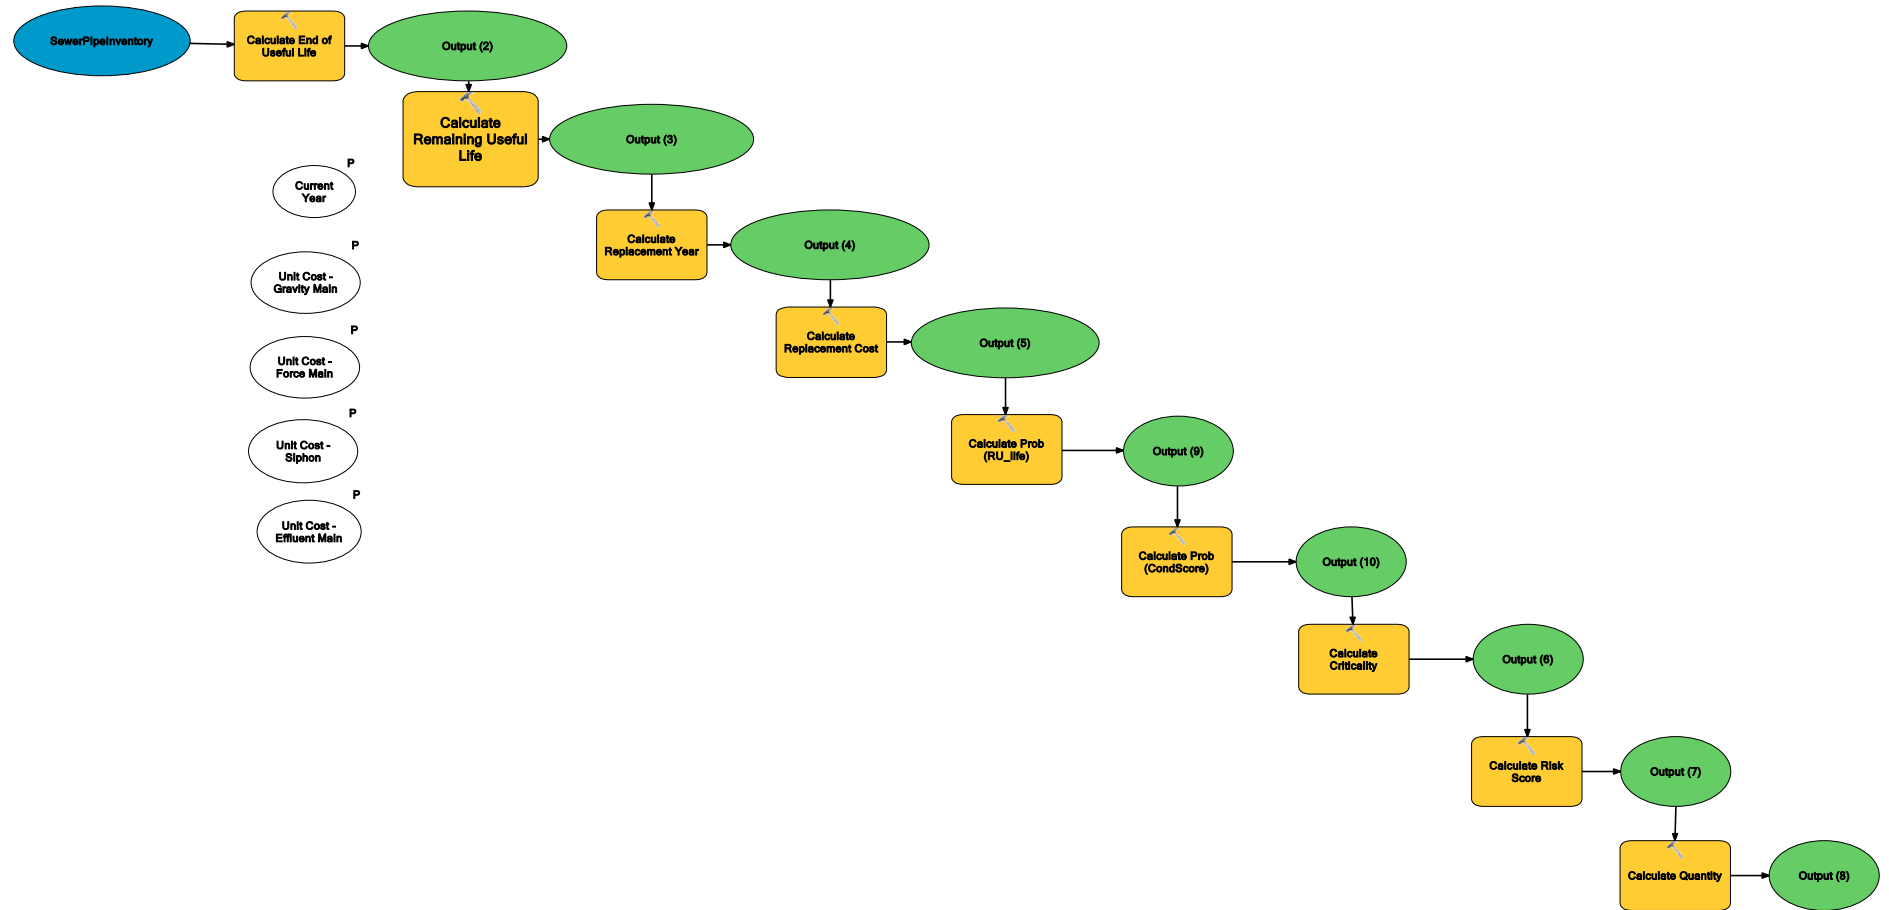 SewerPipeInventory
Calculate End of
Useful Life
Output (2)
Calculate
Remaining Useful
Life
Output (3)
P
Current
Year
Calculate
Replacement Year
Output (4)
P
Unit Cost -
Gravity Main
P
Unit Cost -
Force Main
Calculate
Replacement Cost
Output (5)
P
Unit Cost -
Siphon
Calculate Prob
(RU_life)
Output (9)
P
Unit Cost -
Effluent Main
Calculate Prob
(CondScore)
Output (10)
Calculate
Criticality
Output (6)
Calculate Risk
Score
Output (7)
Calculate Quantity
Output (8)